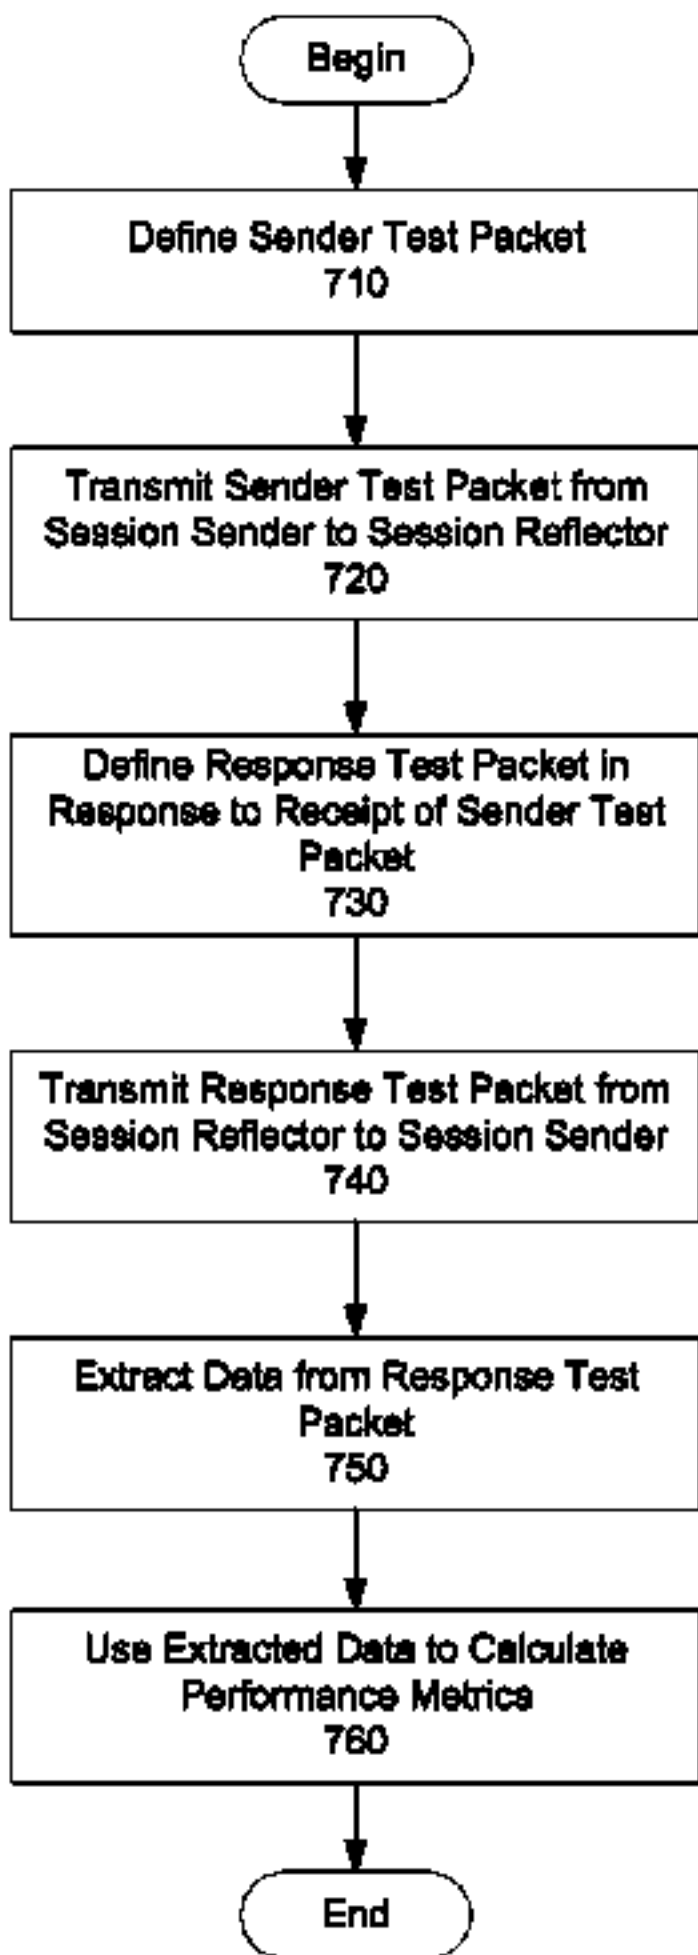 Begin
Define Sender Test Packet
710
Transmit Sender Test Packet from
Session Sender to Session Reflector
720
Define Response Test Packet in
Response to Receipt of Sender Test
Packet
730
Transmit Response Test Packet from
Session Reflector to Session Sender
740
Extract Data from Response Test
Packet
750
Use Extracted Data to Calculate
Performance Metrics
760
End